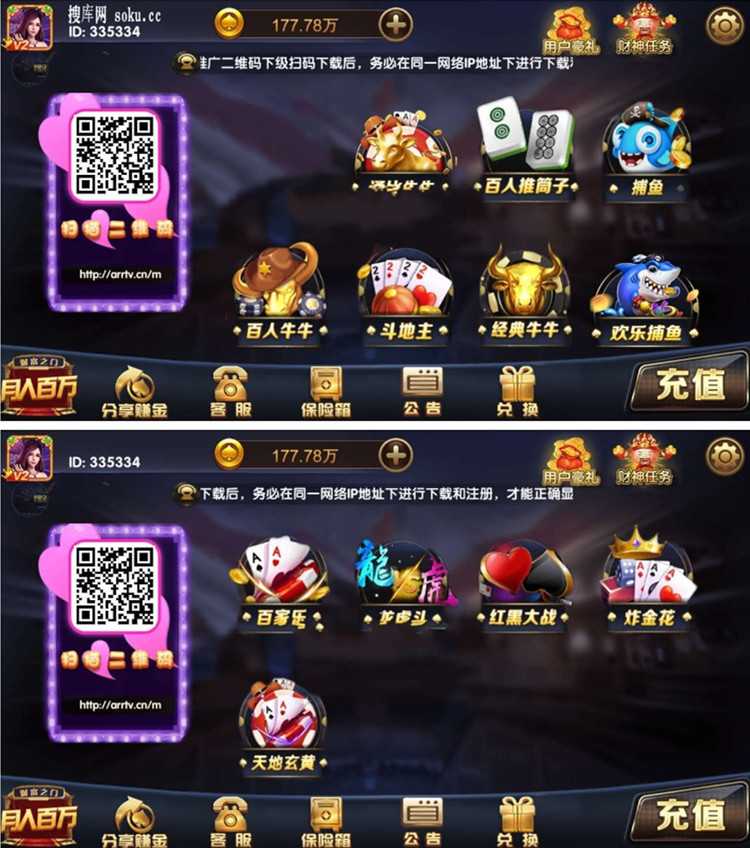 搜库网 soku.cc
ID: 335334
V2
177.78万
用户豪礼
财神任务
推广二维码下级扫码下载后，务必在同一网络IP地址下进行下载
扫描二维码
http://arrtv.cn/m
百人推筒子
捕鱼
百人牛牛
斗地主
经典牛牛
欢乐捕鱼
财富之门
月入百万
分享赚金
客服
保险箱
公告
兑换
充值
ID: 335334
V2
177.78万
用户豪礼
财神任务
下载后，务必在同一网络IP地址下进行下载和注册，才能正确显
扫描二维码
http://arrtv.cn/m
百家乐
龍
虎
龙虎斗
红黑大战
炸金花
天地玄黄
财富之门
月入百万
分享赚金
客服
保险箱
公告
兑换
充值